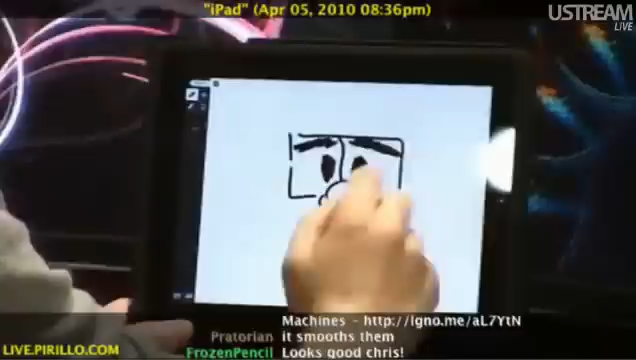 "iPad" (Apr 05, 2010 08:36pm)
USTREAM
LIVE
Machines - http://lgno.me/aL7YtN
Pratorian it smooths them
FrozenPencil Looks good chris!
LIVE.PIRILLO.COM